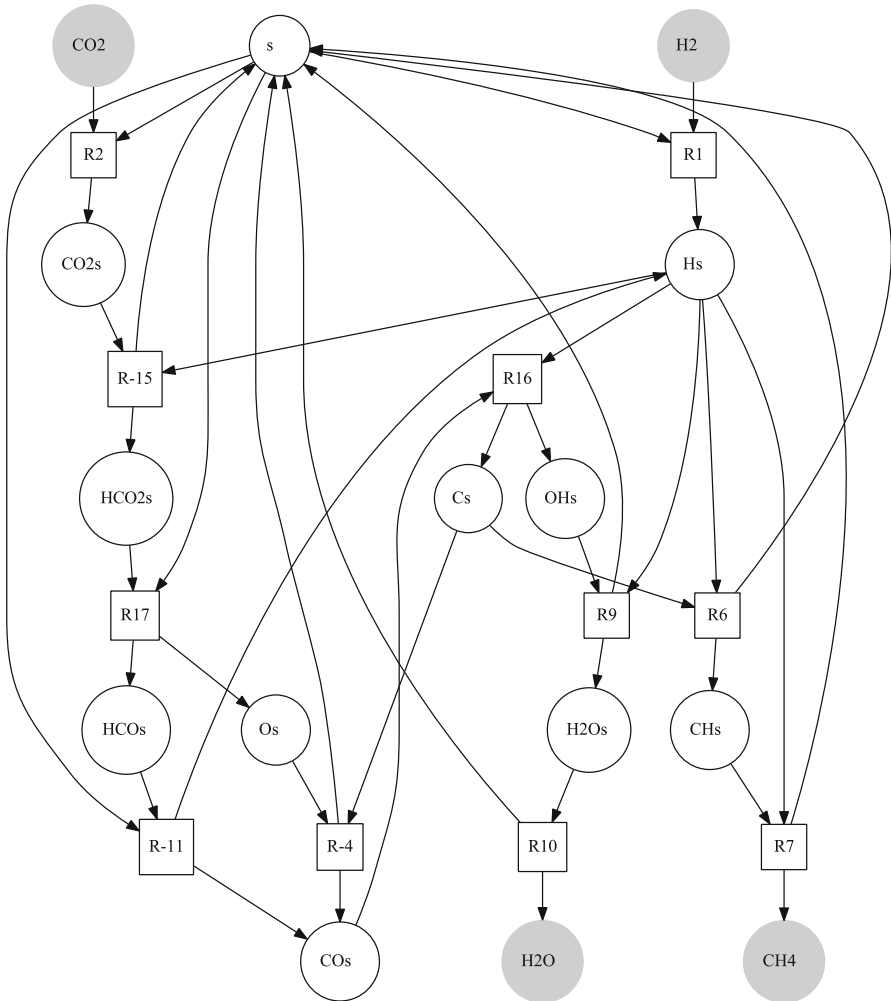 CO2
s
H2
R2
R1
CO2s
Hs
R-15
R16
HCO2s
Cs
OHs
R17
R9
R6
HCOs
Os
H2Os
CHs
R-11
R-4
R10
R7
COs
H2O
CH4